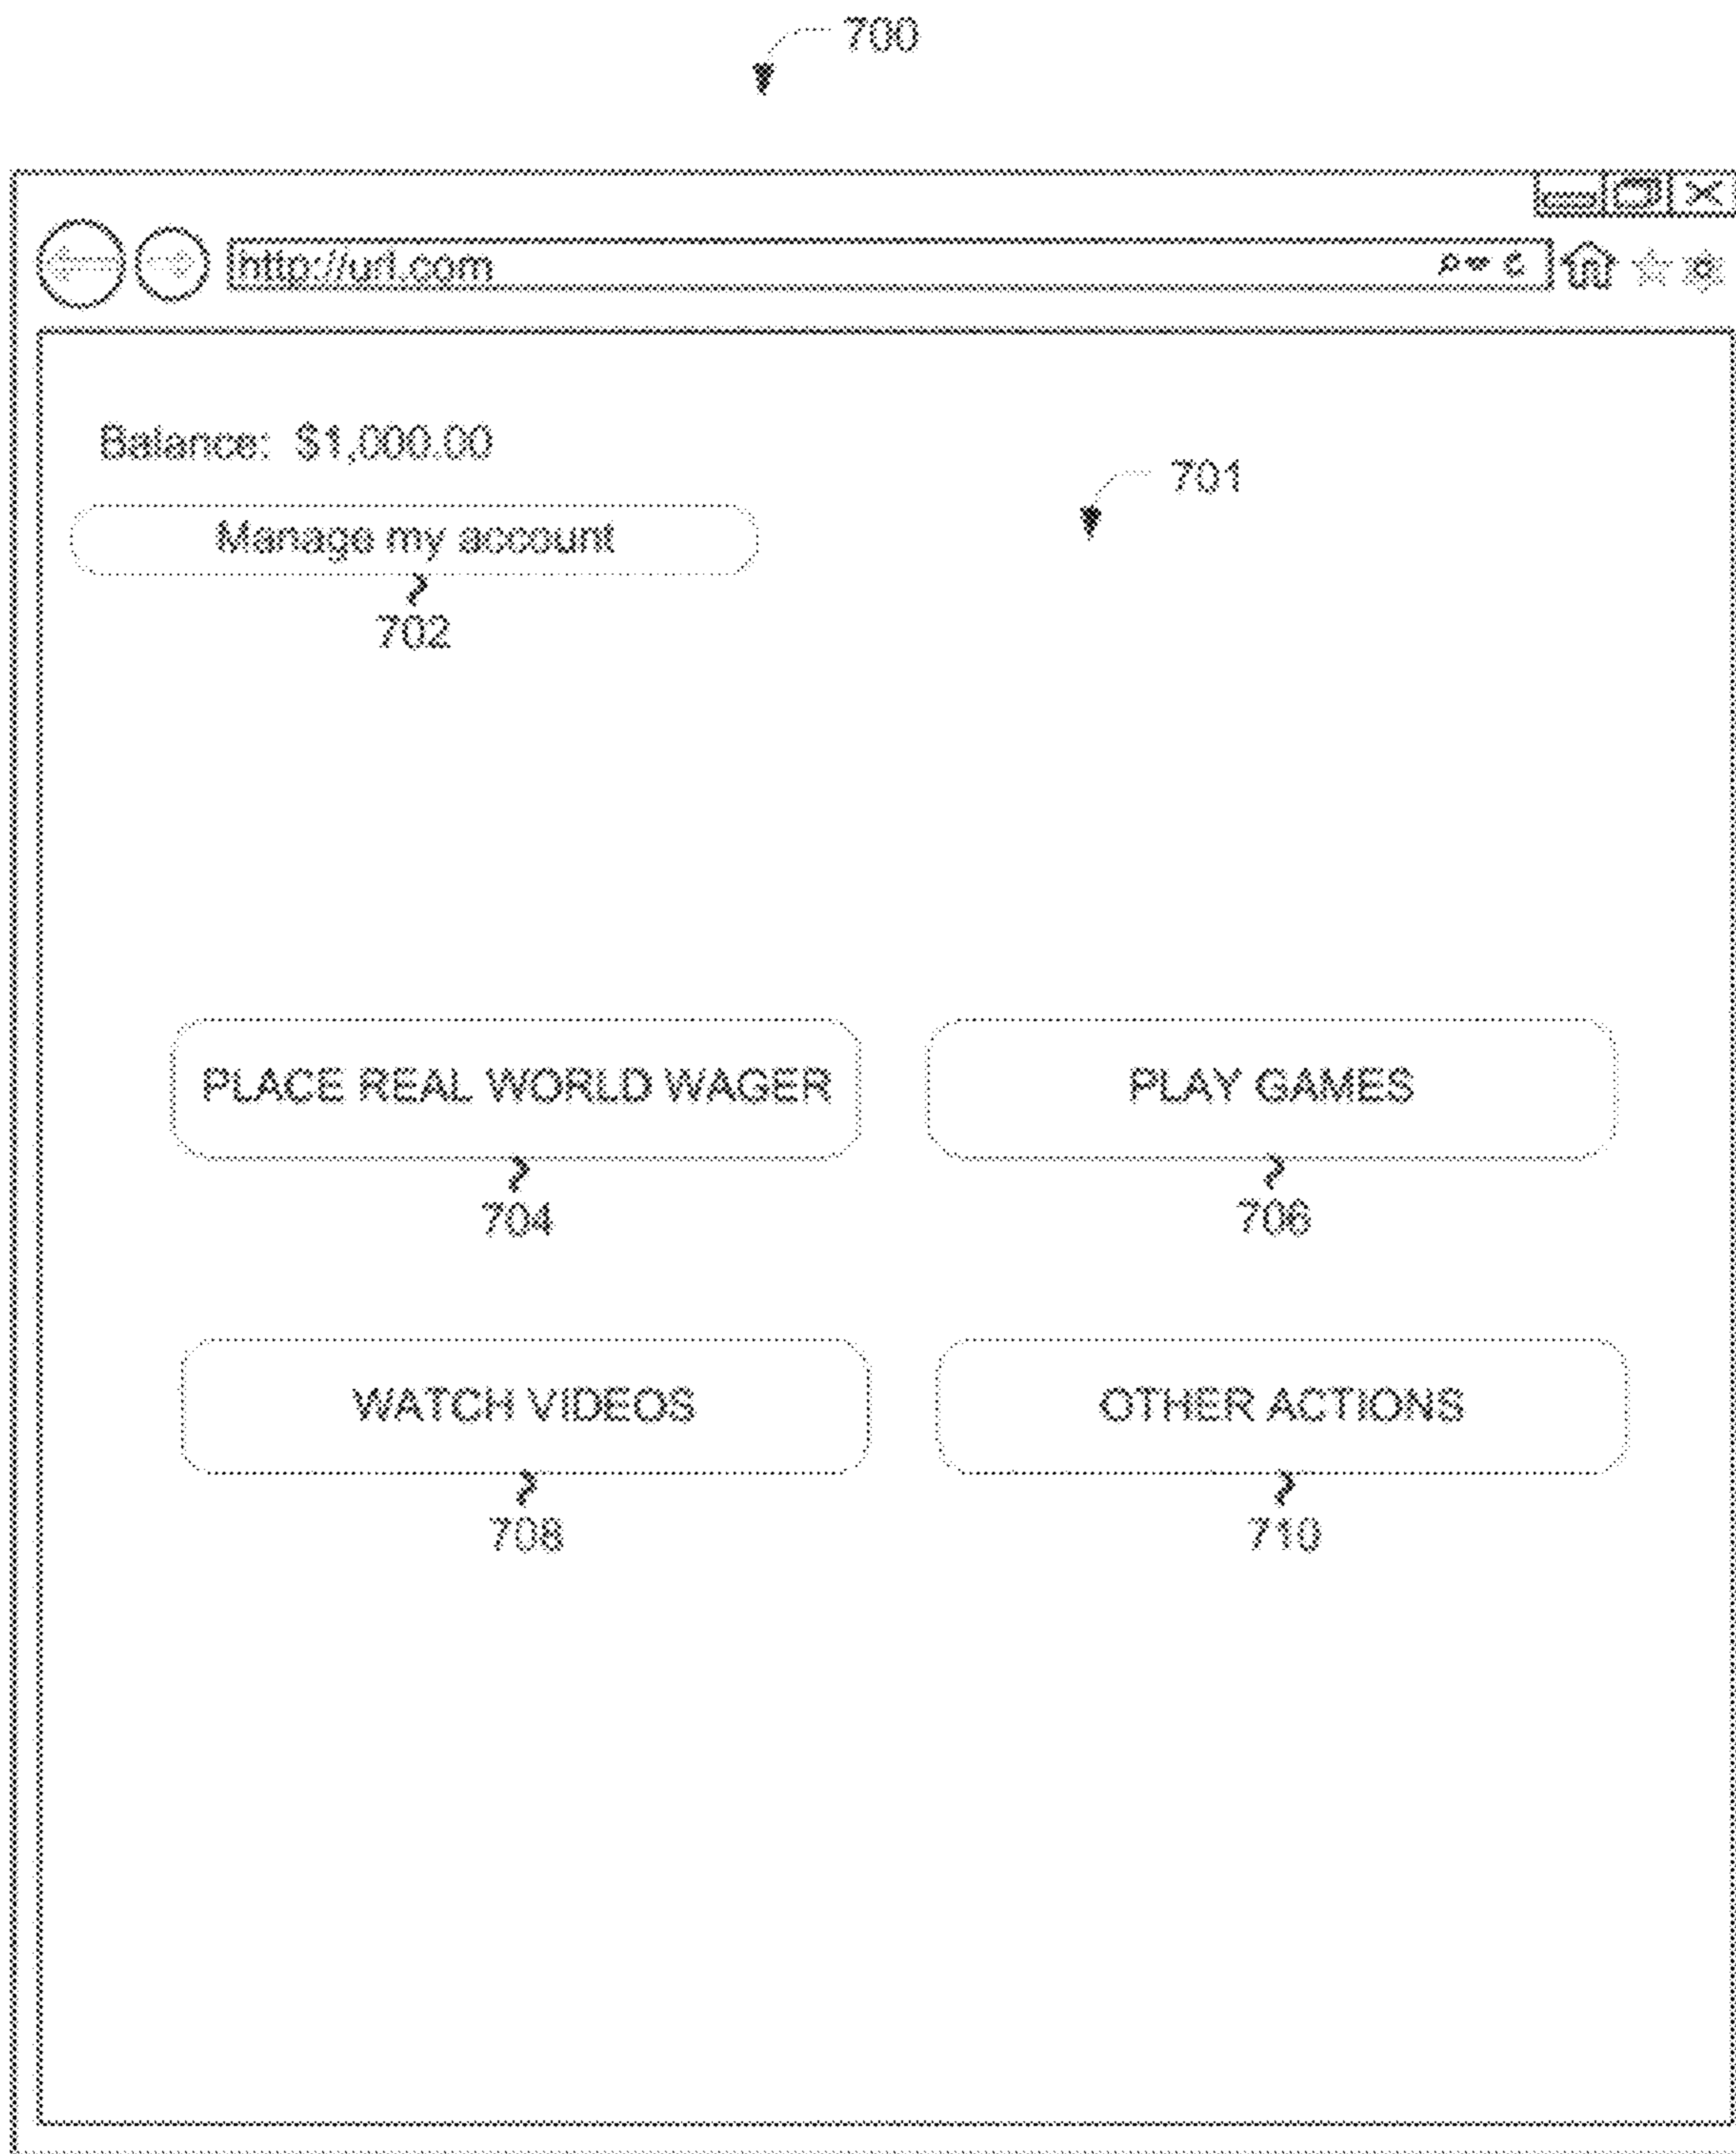 700
http://url.com
Balance: $1,000.00
701
Manage my account
702
PLACE REAL WORLD WAGER
PLAY GAMES
704
706
WATCH VIDEOS
OTHER ACTIONS
708
710